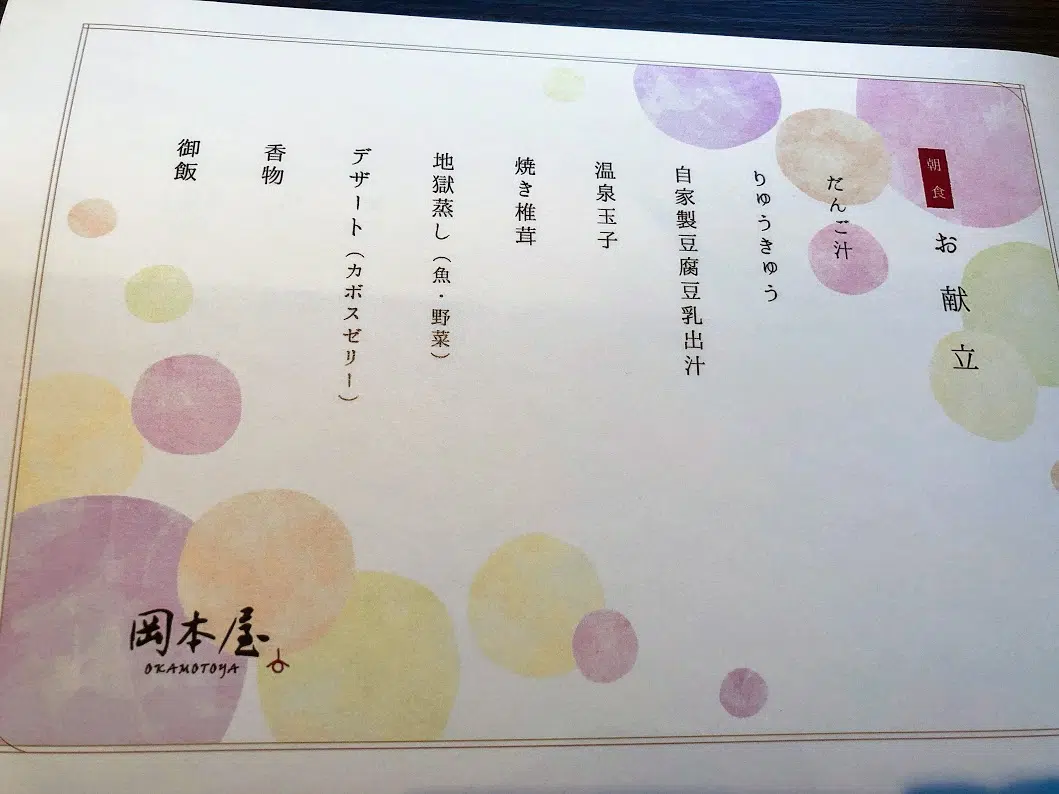 朝食
お献立
だんご汁
りゅうきゅう
自家製豆腐豆乳出汁
温泉玉子
焼き椎茸
地獄蒸し（魚・野菜）
デザート（カボスゼリー）
香物
御飯
岡本屋
OKAMOTOYA